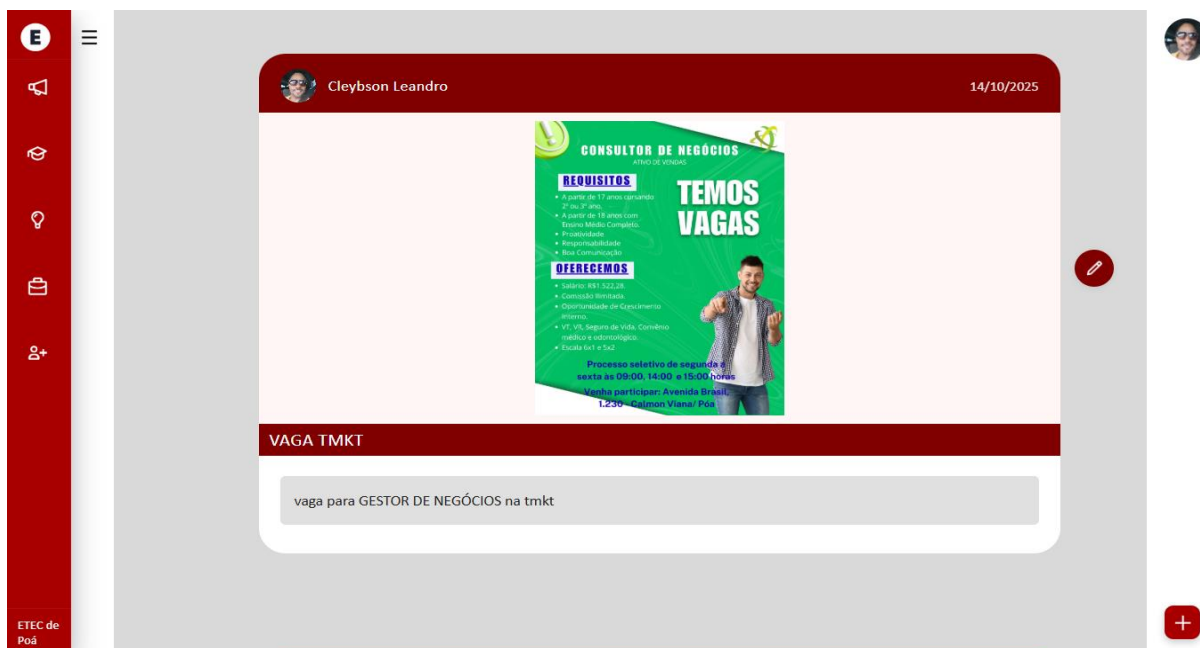 E
Cleybson Leandro
14/10/2025
CONSULTOR DE NEGÓCIOS
ATIVO DE VENDAS
REQUISITOS
• A partir de 17 anos cursando
2º ou 3º ano.
• A partir de 18 anos com
Ensino Médio Completo.
• Proatividade
• Responsabilidade
• Boa Comunicação
TEMOS
VAGAS
OFERECEMOS
• Salário: R$1.522,28.
• Comissão Ilimitada.
• Oportunidade de Crescimento
Interno.
• VT, VR, Seguro de Vida, Convênio
médico e odontológico.
• Escala 6x1 e 5x2
Processo seletivo de segunda a
sexta às 09:00, 14:00 e 15:00 horas
Venha participar: Avenida Brasil,
1.230 - Calmon Viana/ Póa
VAGA TMKT
vaga para GESTOR DE NEGÓCIOS na tmkt
ETEC de
Poá